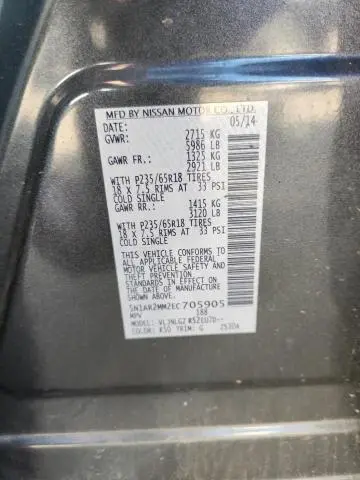 MFD BY NISSAN MOTOR CO., LTD.
DATE: 05/14
GVWR: 2715 KG
5986 LB
GAWR FR.: 1325 KG
2921 LB
WITH P235/65R18 TIRES
18 X 7.5 RIMS AT 33 PSI
COLD SINGLE
GAWR RR.: 1415 KG
3120 LB
WITH P235/65R18 TIRES
18 X 7.5 RIMS AT 33 PSI
COLD SINGLE
THIS VEHICLE CONFORMS TO
ALL APPLICABLE FEDERAL
MOTOR VEHICLE SAFETY
AND THEFT PREVENTION
STANDARDS IN EFFECT ON
THE DATE OF MANUFACTURE
SHOWN ABOVE.
5N1AR2MM2EC705905
MPV 188
MODEL:
COLOR: K50 TRIM: G